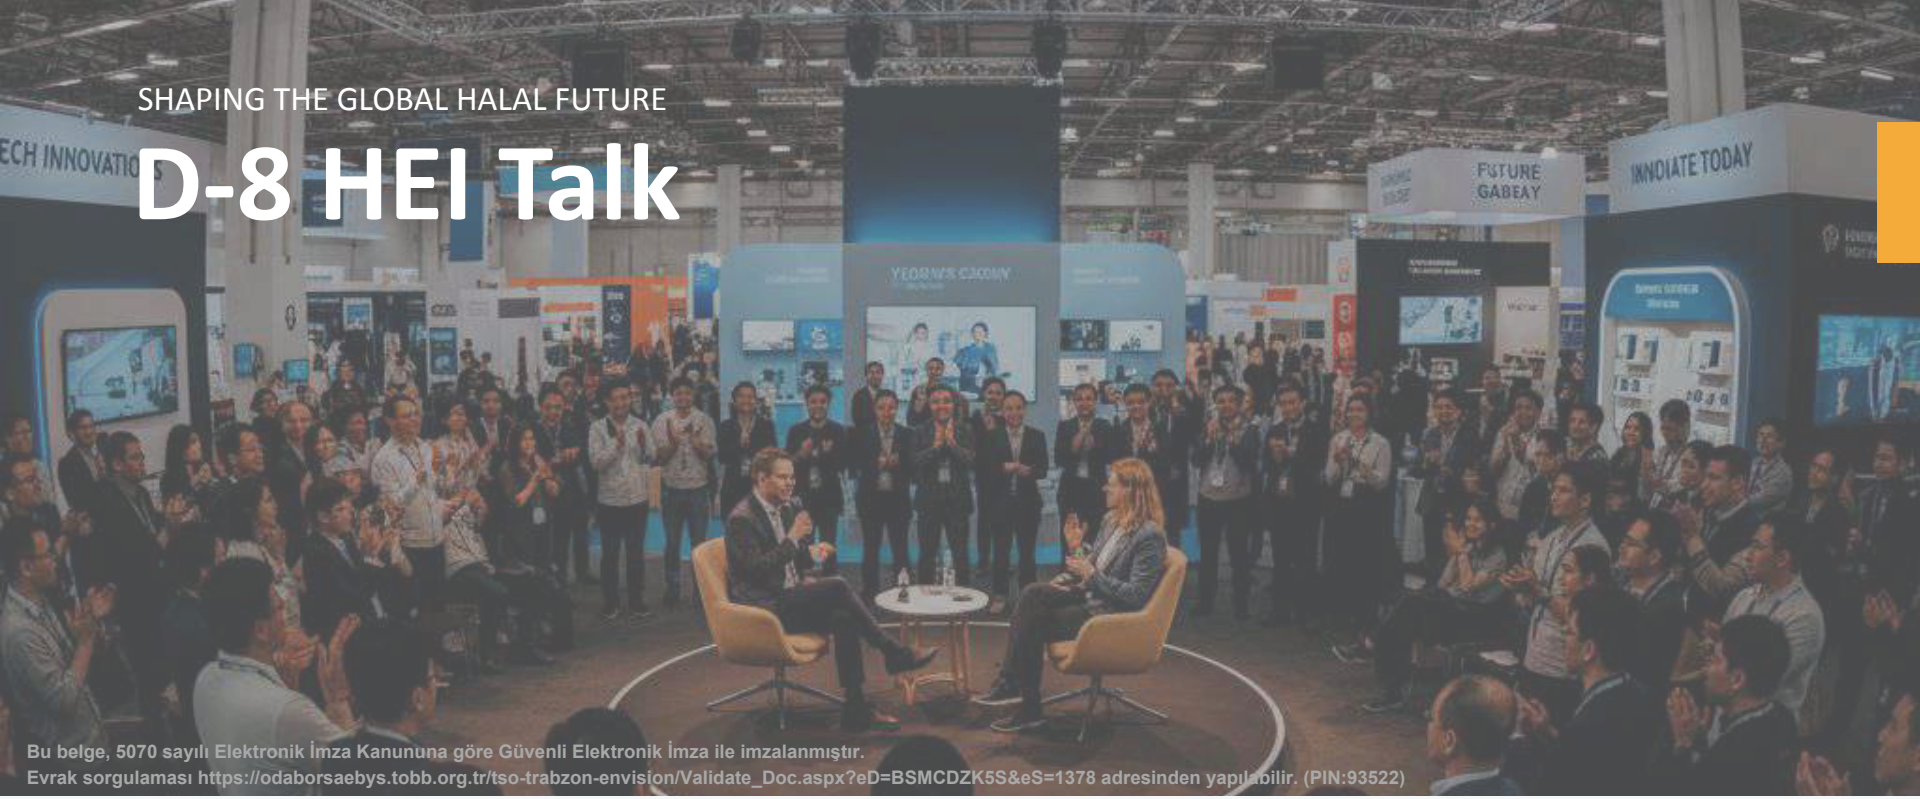 SHAPING THE GLOBAL HALAL FUTURE
D-8 HEI Talk
ECH INNOVATIONS
FUTURE
GABEAY
INNOIATE TODAY
Bu belge, 5070 sayılı Elektronik İmza Kanununa göre Güvenli Elektronik İmza ile imzalanmıştır.
Evrak sorgulaması https://odaborsaebys.tobb.org.tr/tso-trabzon-envision/Validate_Doc.aspx?eD=BSMCDZK5S&eS=1378 adresinden yapılabilir. (PIN:93522)